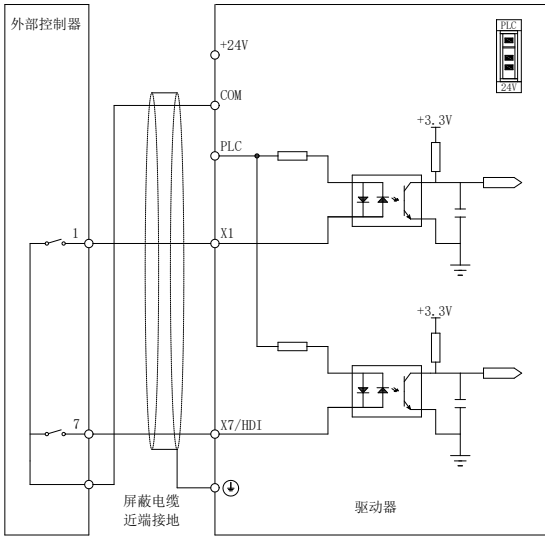 外部控制器
PLC
24V
+24V
COM
PLC
+3.3V
1
X1
+3.3V
7
X7/HDI
屏蔽电缆
近端接地
驱动器